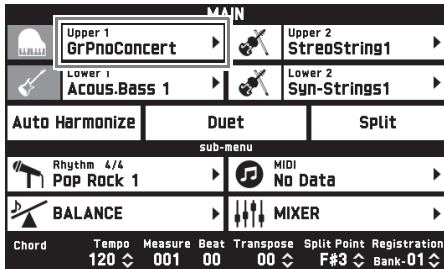 MAIN
Upper 1
GrPnoConcert
Upper 2
StreoString1
Lower 1
Acous.Bass 1
Lower 2
Syn-Strings1
Auto Harmonize Duet Split
sub-menu
Rhythm 4/4
Pop Rock 1
MIDI
No Data
BALANCE
MIXER
Chord Tempo Measure Beat Transpose Split Point Registration
120 001 00 00 F#3 Bank-01